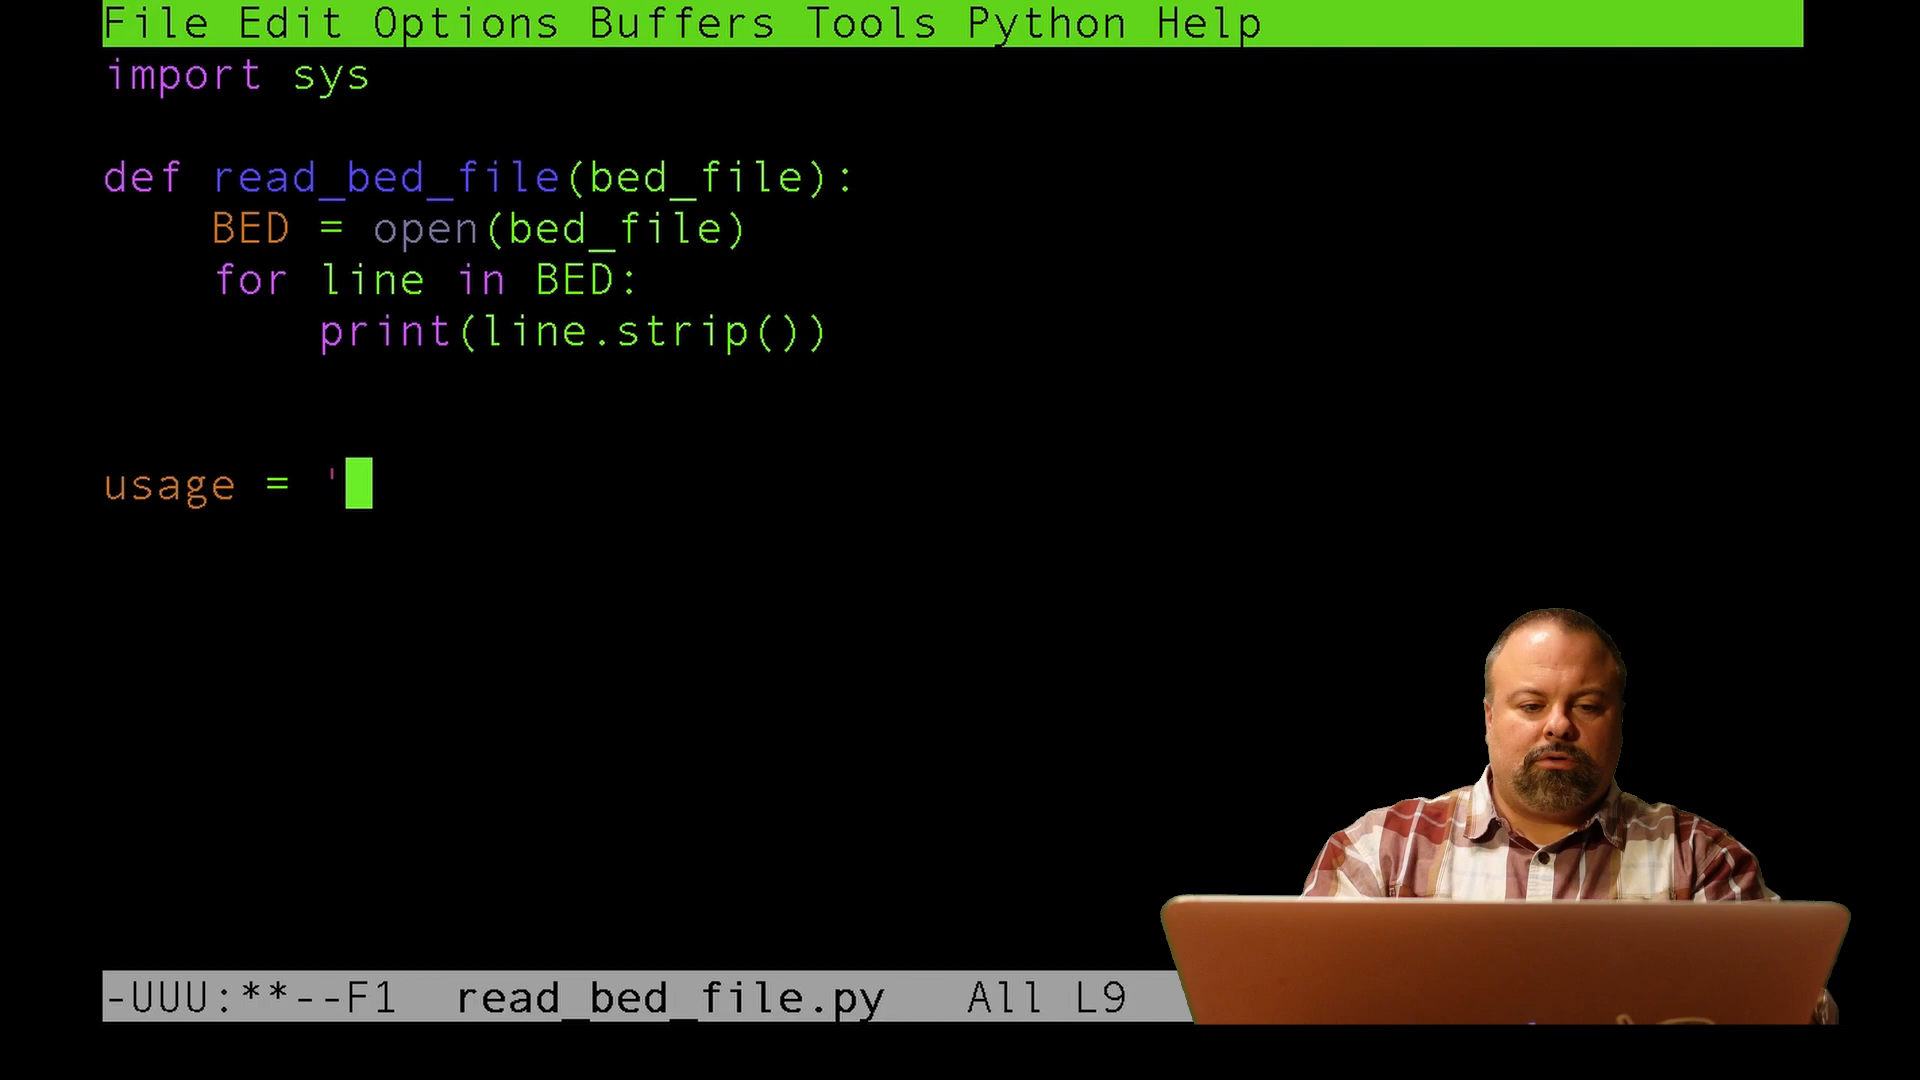 File Edit Options Buffers Tools Python Help
import sys
def read_bed_file(bed_file):
BED = open(bed_file)
for line in BED:
print(line.strip())
usage = '
-UUU:**--F1 read_bed_file.py All L9